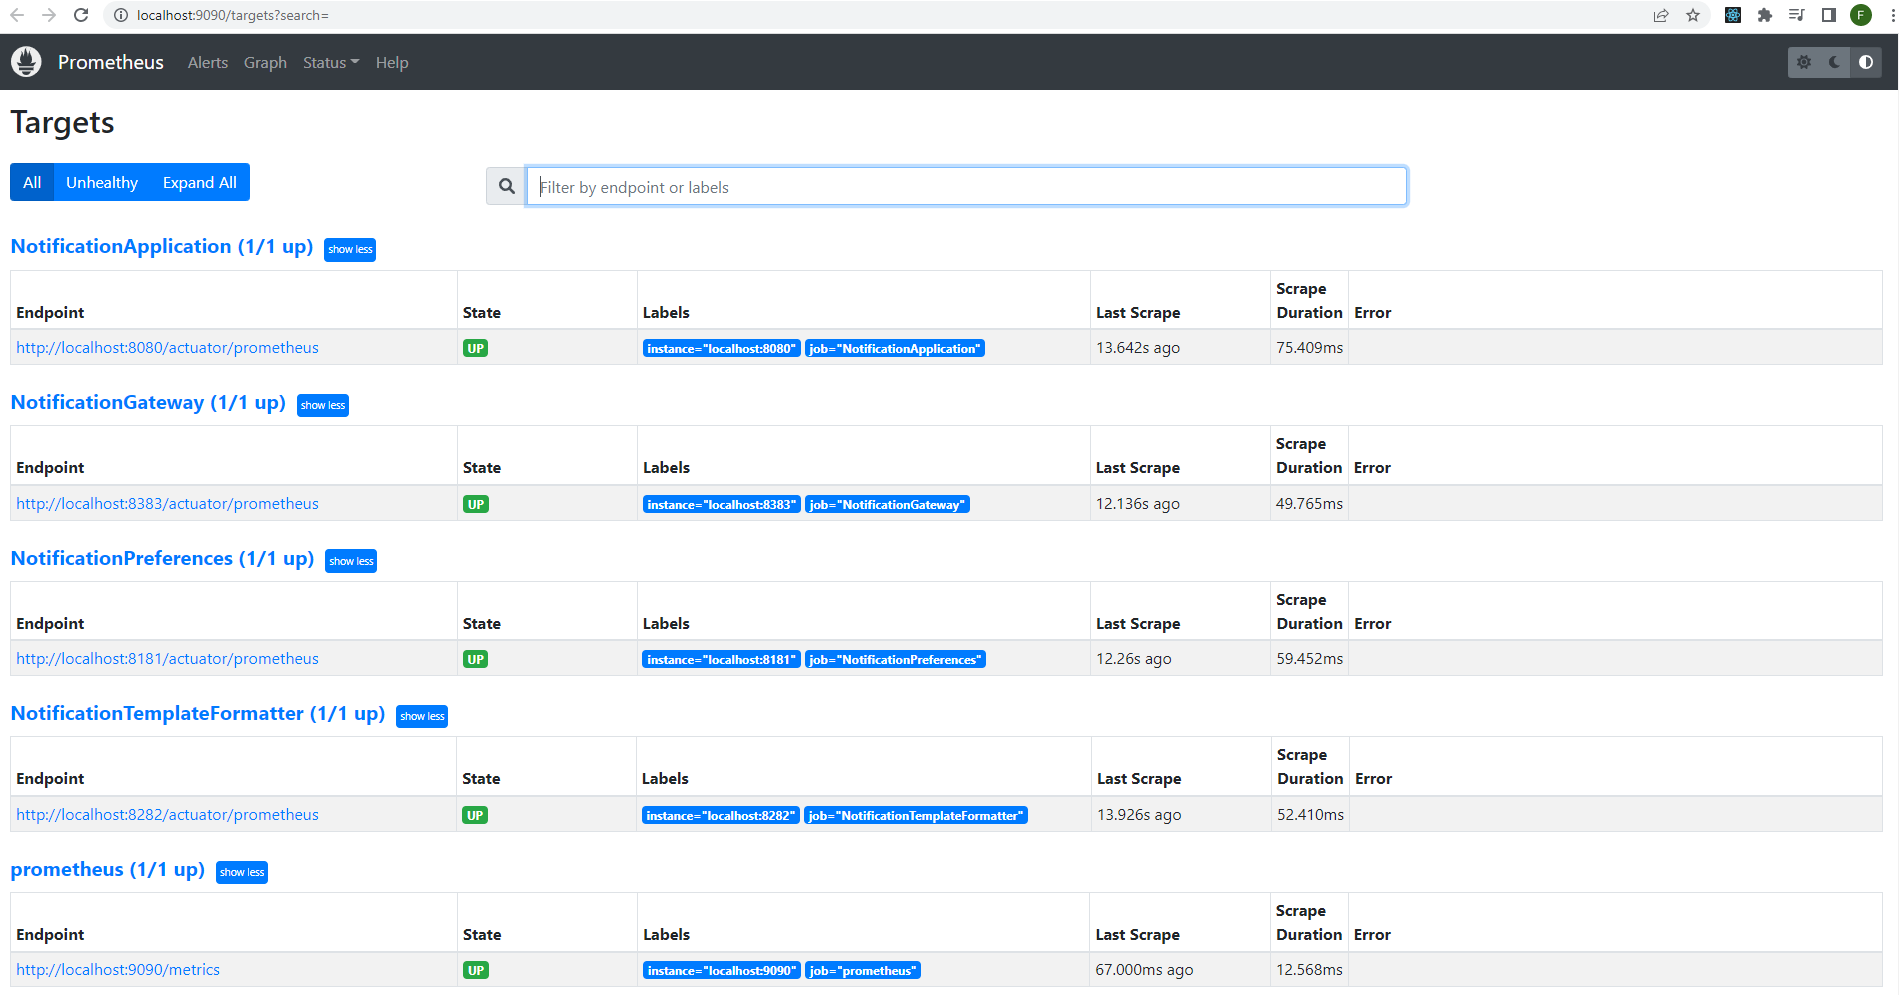 localhost:9090/targets?search=
F
Prometheus Alerts Graph Status Help
Targets
All Unhealthy Expand All
Filter by endpoint or labels
NotificationApplication (1/1 up) show less
Endpoint State Labels Last Scrape Scrape Duration Error
http://localhost:8080/actuator/prometheus UP instance="localhost:8080" job="NotificationApplication" 13.642s ago 75.409ms
NotificationGateway (1/1 up) show less
Endpoint State Labels Last Scrape Scrape Duration Error
http://localhost:8383/actuator/prometheus UP instance="localhost:8383" job="NotificationGateway" 12.136s ago 49.765ms
NotificationPreferences (1/1 up) show less
Endpoint State Labels Last Scrape Scrape Duration Error
http://localhost:8181/actuator/prometheus UP instance="localhost:8181" job="NotificationPreferences" 12.26s ago 59.452ms
NotificationTemplateFormatter (1/1 up) show less
Endpoint State Labels Last Scrape Scrape Duration Error
http://localhost:8282/actuator/prometheus UP instance="localhost:8282" job="NotificationTemplateFormatter" 13.926s ago 52.410ms
prometheus (1/1 up) show less
Endpoint State Labels Last Scrape Scrape Duration Error
http://localhost:9090/metrics UP instance="localhost:9090" job="prometheus" 67.000ms ago 12.568ms